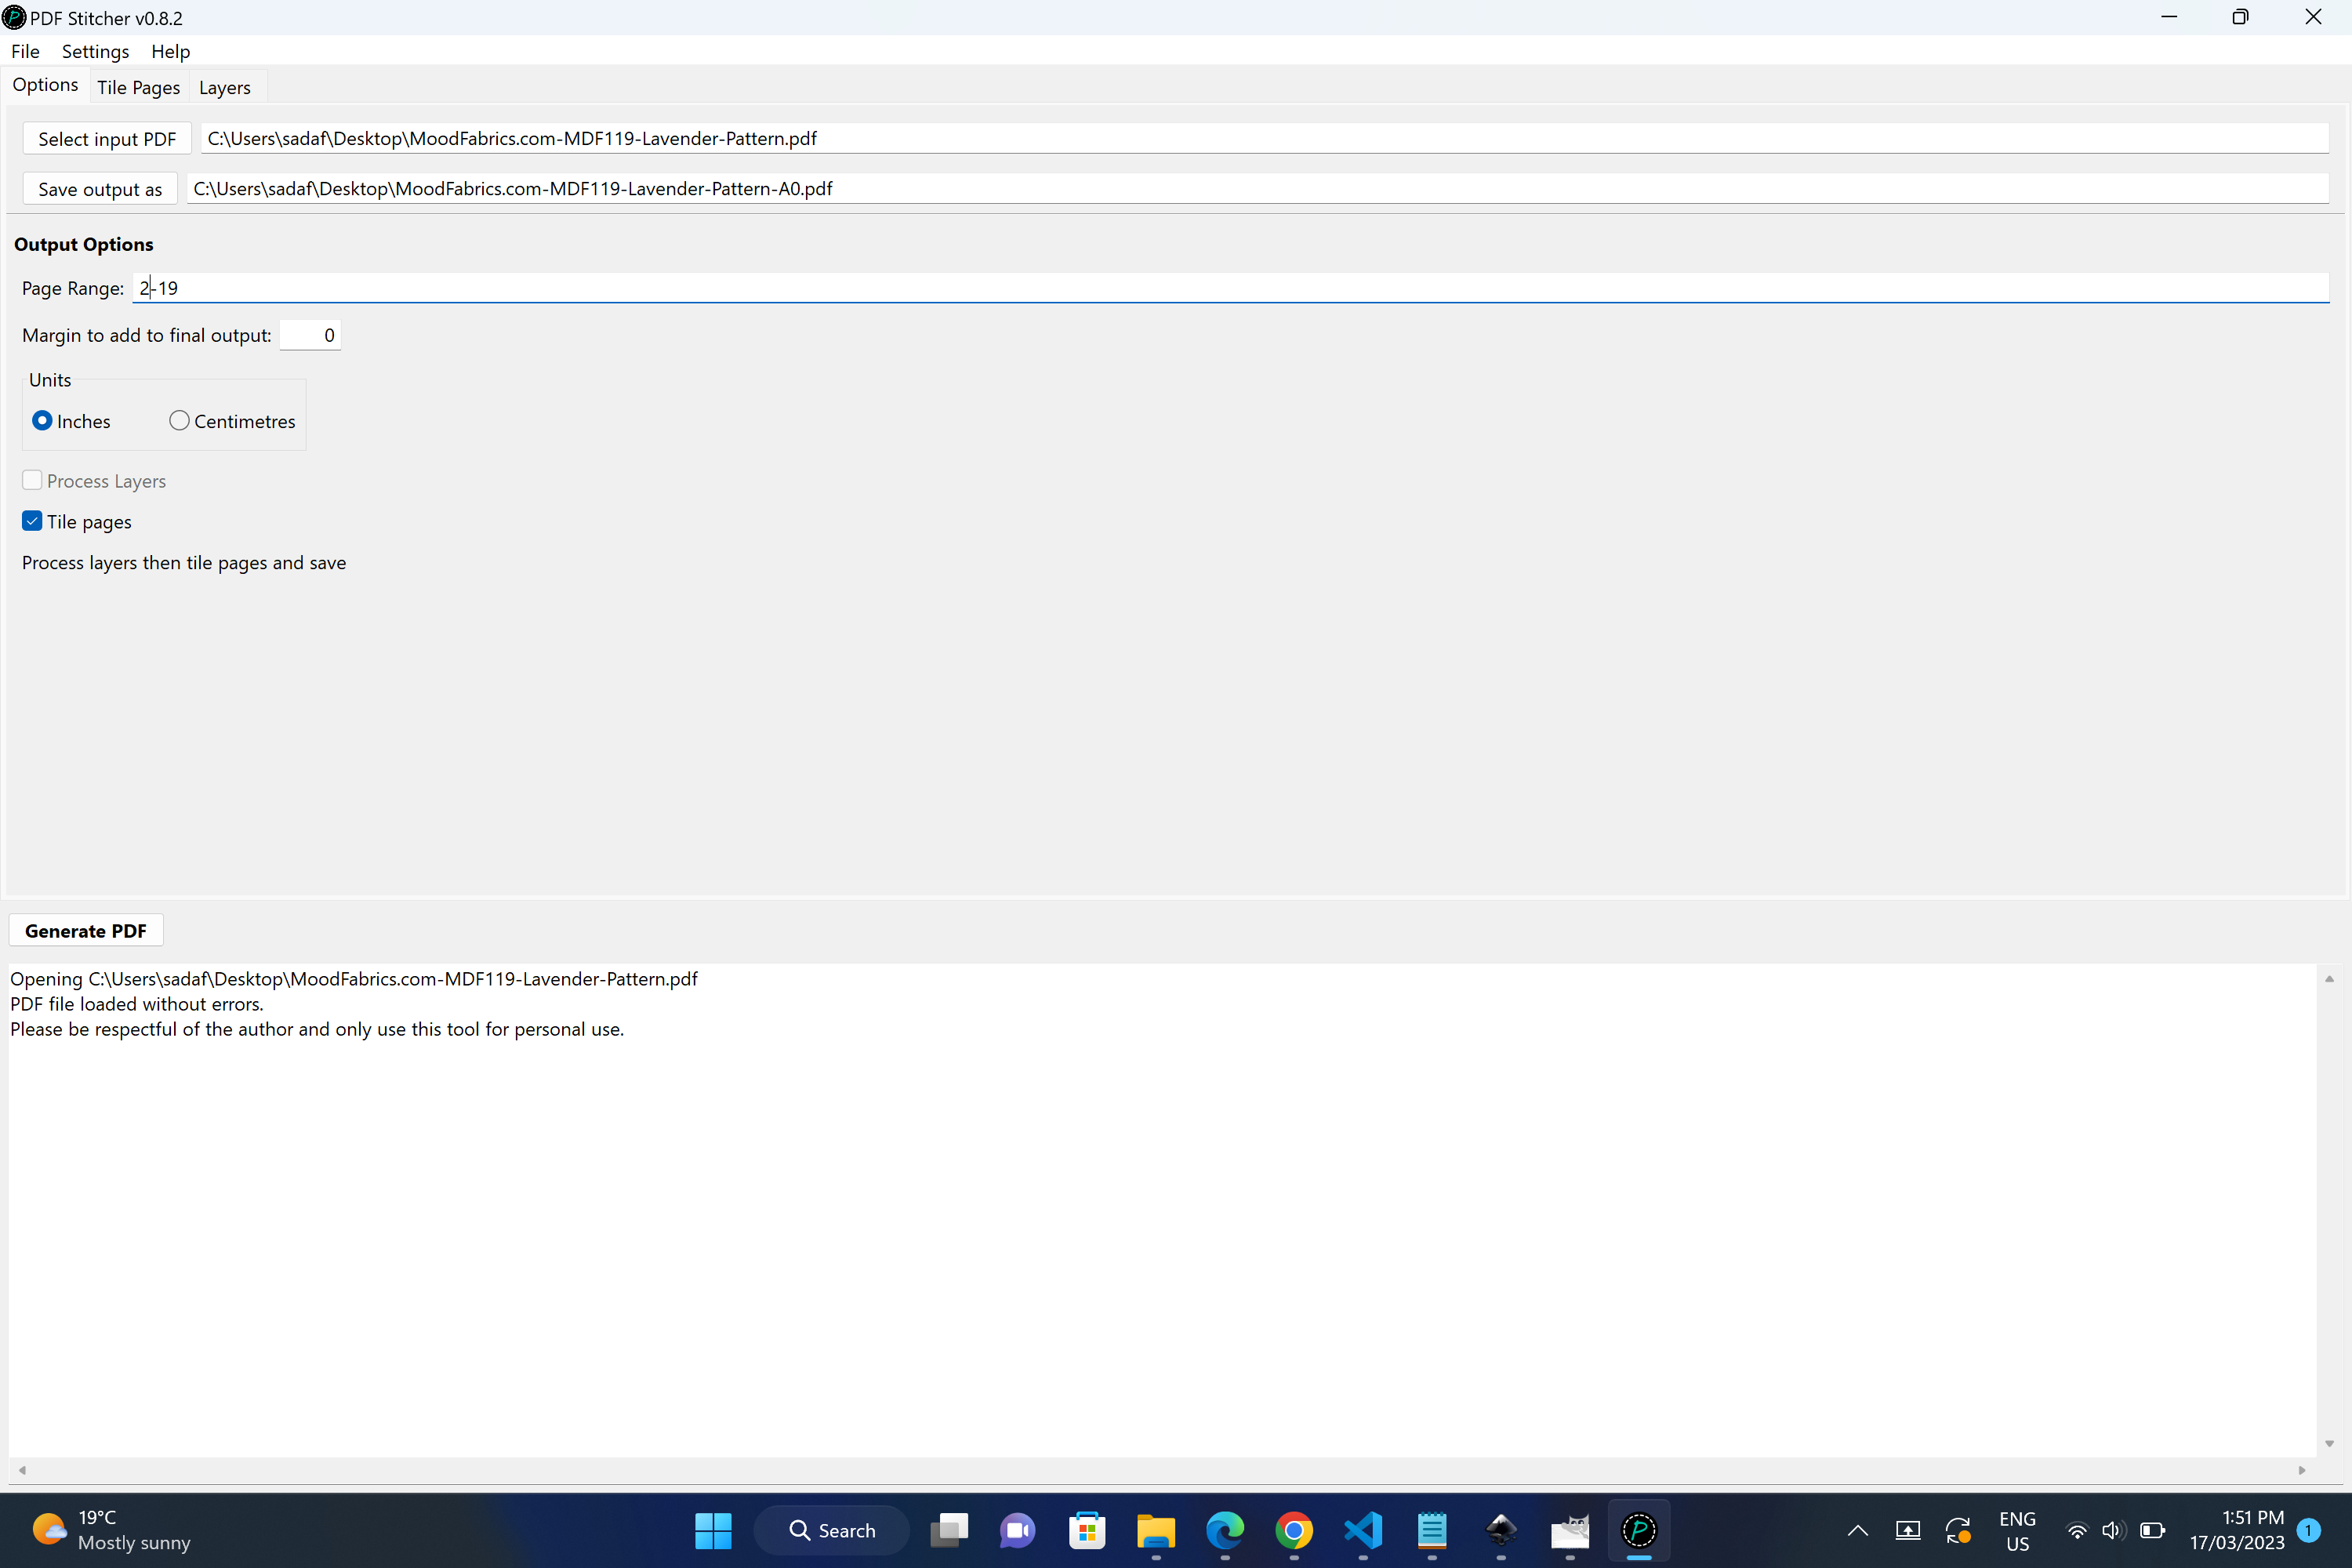 PDF Stitcher v0.8.2
File Settings Help
Options Tile Pages Layers
Select input PDF C:\Users\sadaf\Desktop\MoodFabrics.com-MDF119-Lavender-Pattern.pdf
Save output as C:\Users\sadaf\Desktop\MoodFabrics.com-MDF119-Lavender-Pattern-A0.pdf
Output Options
Page Range: 2-19
Margin to add to final output: 0
Units
Inches Centimetres
Process Layers
Tile pages
Process layers then tile pages and save
Generate PDF
Opening C:\Users\sadaf\Desktop\MoodFabrics.com-MDF119-Lavender-Pattern.pdf
PDF file loaded without errors.
Please be respectful of the author and only use this tool for personal use.
19°C
Mostly sunny
Search
P
ENG
US
1:51 PM
17/03/2023
1